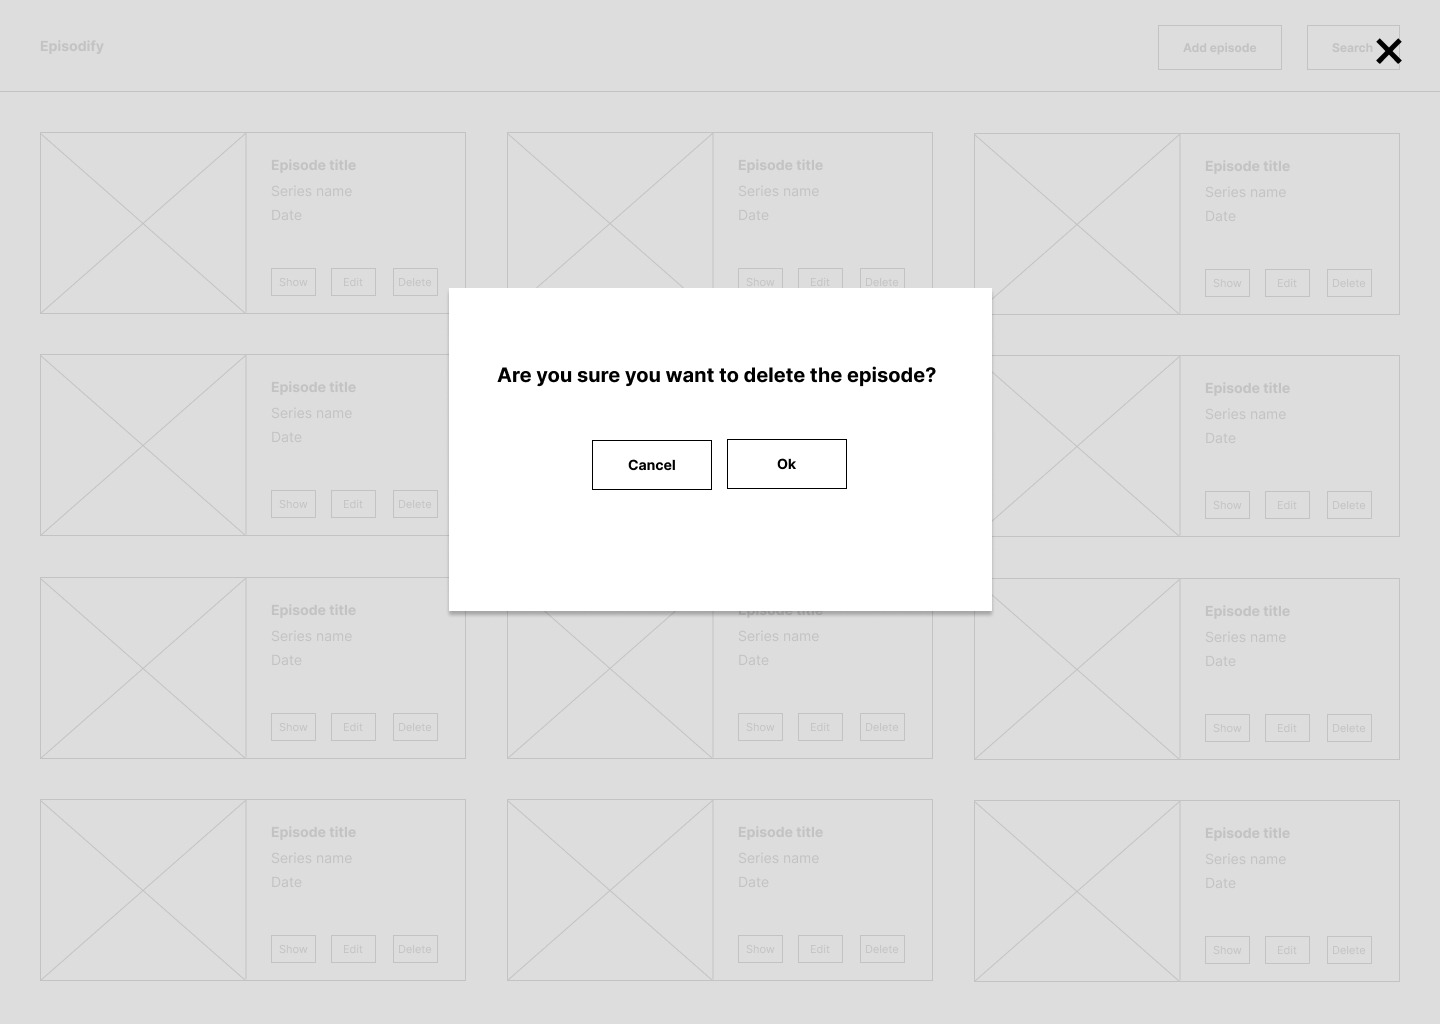 Episodify
Add episode
Search
Episode title
Series name
Date
Show
Edit
Delete
Episode title
Series name
Date
Show
Edit
Delete
Episode title
Series name
Date
Show
Edit
Delete
Are you sure you want to delete the episode?
Cancel
Ok
Episode title
Series name
Date
Show
Edit
Delete
Episode title
Series name
Date
Show
Edit
Delete
Episode title
Series name
Date
Show
Edit
Delete
Episode title
Series name
Date
Show
Edit
Delete
Episode title
Series name
Date
Show
Edit
Delete
Episode title
Series name
Date
Show
Edit
Delete
Episode title
Series name
Date
Show
Edit
Delete
Episode title
Series name
Date
Show
Edit
Delete